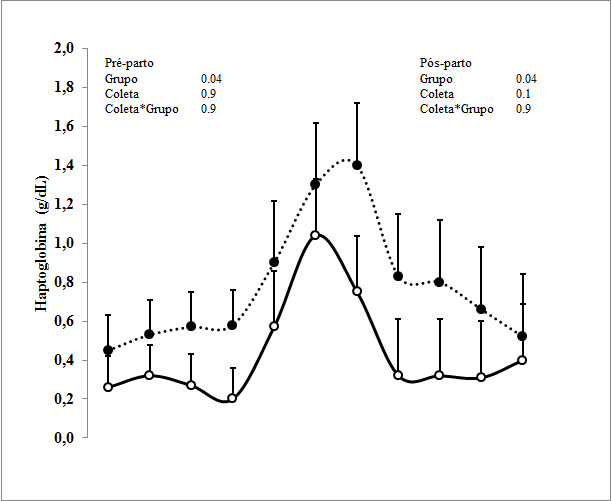 2,0
1,8
1,6
1,4
1,2
1,0
0,8
0,6
0,4
0,2
0,0
Haptoglobina (g/dL)
Pré-parto
Grupo 0.04
Coleta 0.9
Coleta*Grupo 0.9
Pós-parto
Grupo 0.04
Coleta 0.1
Coleta*Grupo 0.9